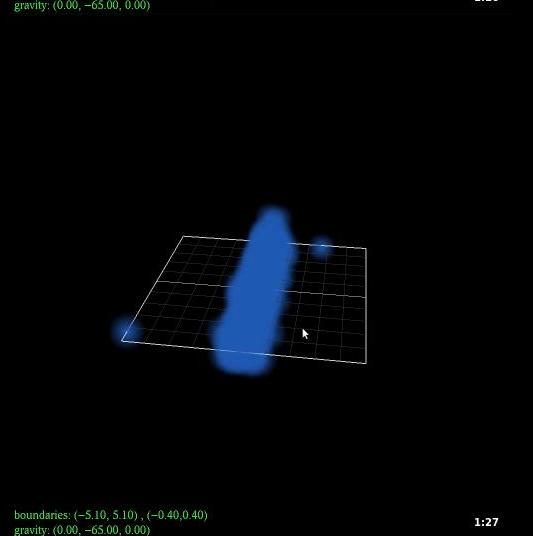 gravity: (0.00, −65.00, 0.00)
boundaries: (−5.10, 5.10) , (−0.40,0.40)
1:27
gravity: (0.00, −65.00, 0.00)